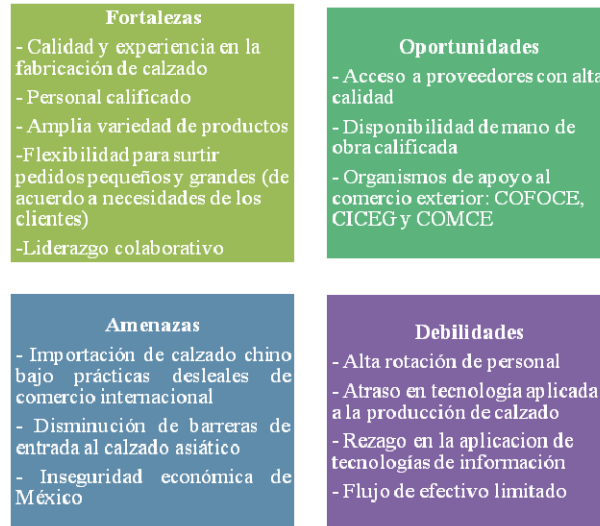 Fortalezas
- Calidad y experiencia en la
fabricación de calzado
- Personal calificado
- Amplia variedad de productos
-Flexibilidad para surtir
pedidos pequeños y grandes (de
acuerdo a necesidades de los
clientes)
-Liderazgo colaborativo
Oportunidades
- Acceso a proveedores con alta
calidad
- Disponibilidad de mano de
obra calificada
- Organismos de apoyo al
comercio exterior: COFOCE,
CICEG y COMCE
Amenazas
- Importación de calzado chino
bajo prácticas desleales de
comercio internacional
- Disminución de barreras de
entrada al calzado asiático
- Inseguridad económica de
México
Debilidades
- Alta rotación de personal
- Atraso en tecnología aplicada
a la producción de calzado
- Rezago en la aplicacion de
tecnologías de información
- Flujo de efectivo limitado